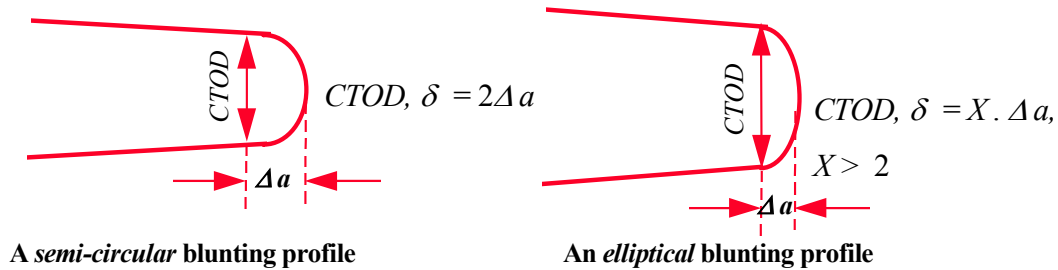 CTOD
CTOD, δ = 2Δa
Δa
A semi-circular blunting profile
CTOD
CTOD, δ = X . Δa,
X > 2
Δa
An elliptical blunting profile